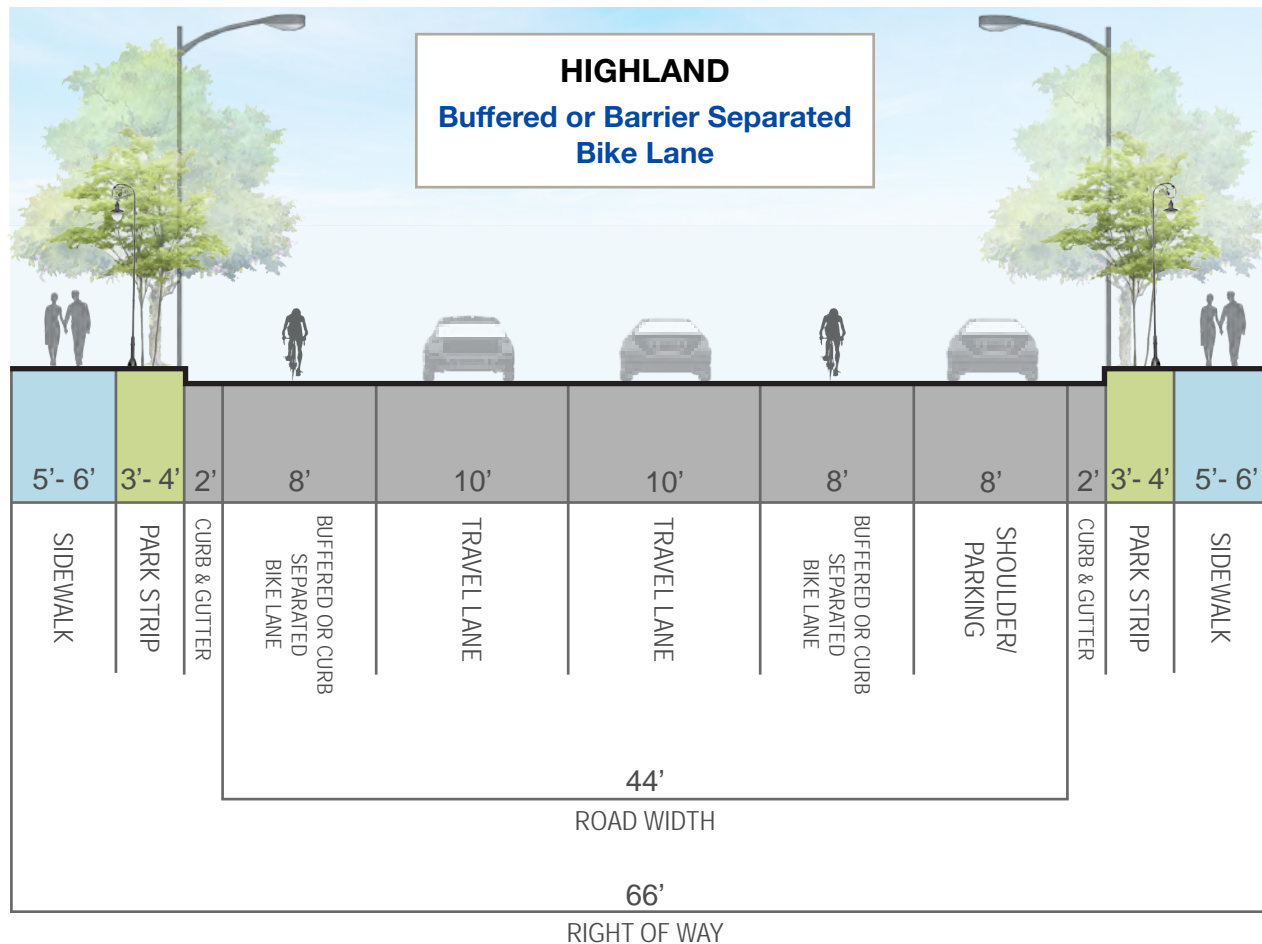 HIGHLAND
Buffered or Barrier Separated
Bike Lane
5’- 6’
3’- 4’
2’
8’
10’
10’
8’
8’
2’
3’- 4’
5’- 6’
SIDEWALK
PARK STRIP
CURB & GUTTER
BUFFERED OR CURB
SEPARATED
BIKE LANE
TRAVEL LANE
TRAVEL LANE
BUFFERED OR CURB
SEPARATED
BIKE LANE
SHOULDER/
PARKING
CURB & GUTTER
PARK STRIP
SIDEWALK
44’
ROAD WIDTH
66’
RIGHT OF WAY